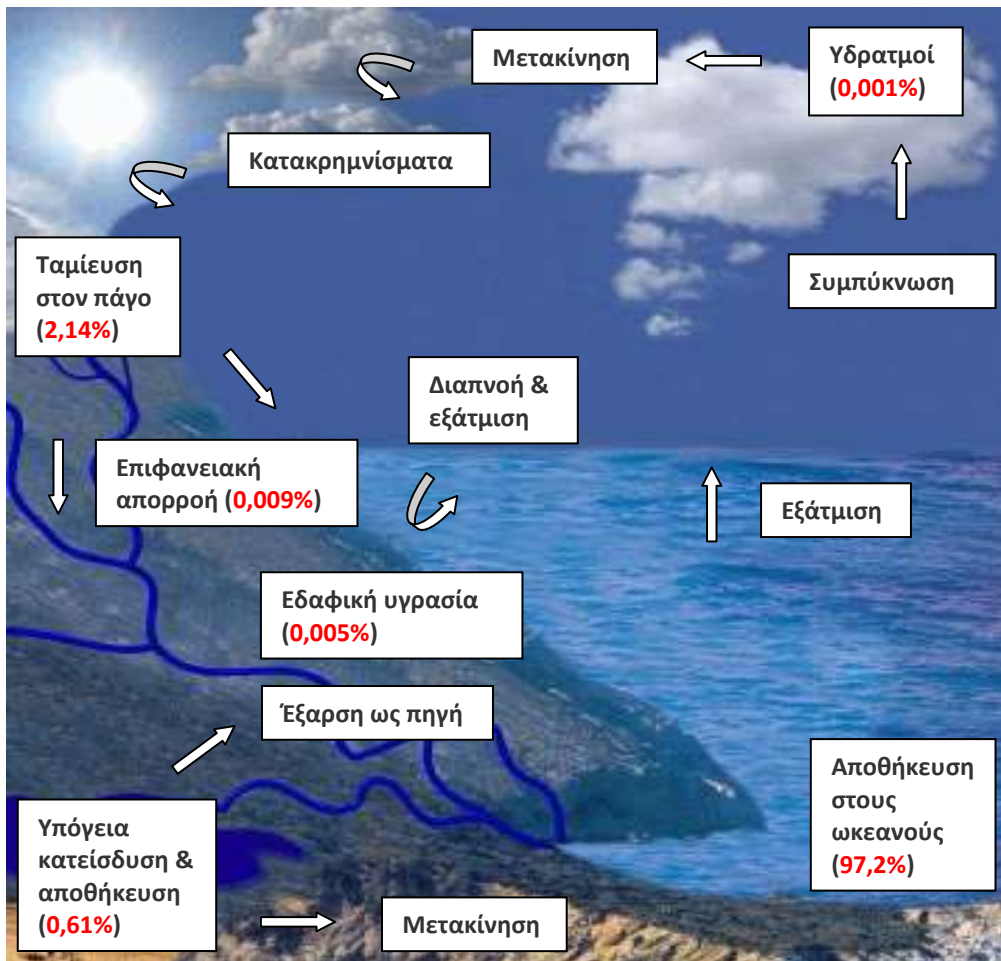 Μετακίνηση
Υδρατμοί
(0,001%)
Κατακρημνίσματα
Ταμίευση
στον πάγο
(2,14%)
Συμπύκνωση
Διαπνοή &
εξάτμιση
Επιφανειακή
απορροή (0,009%)
Εξάτμιση
Εδαφική υγρασία
(0,005%)
Έξαρση ως πηγή
Αποθήκευση
στους
ωκεανούς
(97,2%)
Υπόγεια
κατείσδυση &
αποθήκευση
(0,61%)
Μετακίνηση